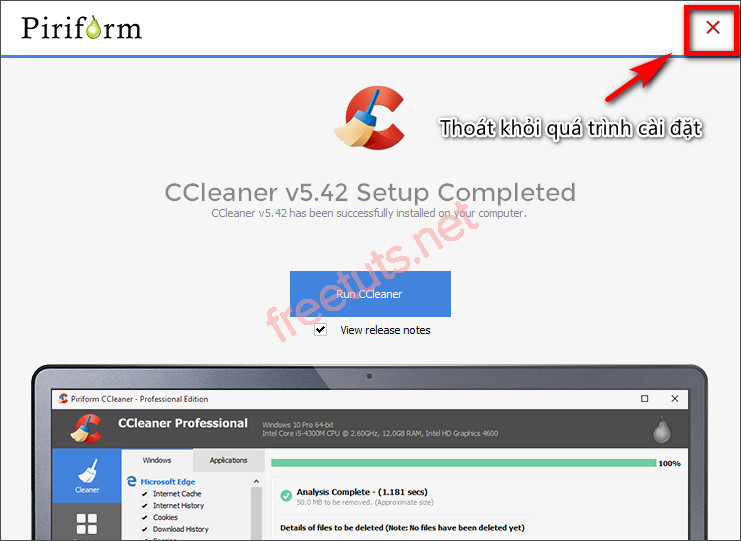 Piriform
Thoát khỏi quá trình cài đặt
CCleaner v5.42 Setup Completed
CCleaner v5.42 has been successfully installed on your computer.
Run CCleaner
freetuts.net
View release notes
Piriform CCleaner - Professional Edition
CCleaner Professional
Windows 10 Pro 64-bit
Intel Core i5-4300M CPU @ 2.60GHz, 12.0GB RAM, Intel HD Graphics 4600
Cleaner
Windows
Applications
100%
Microsoft Edge
Internet Cache
Internet History
Cookies
Download History
Analysis Complete - (1.181 secs)
50.0 MB to be removed. (Approximate size)
Details of files to be deleted (Note: No files have been deleted yet)